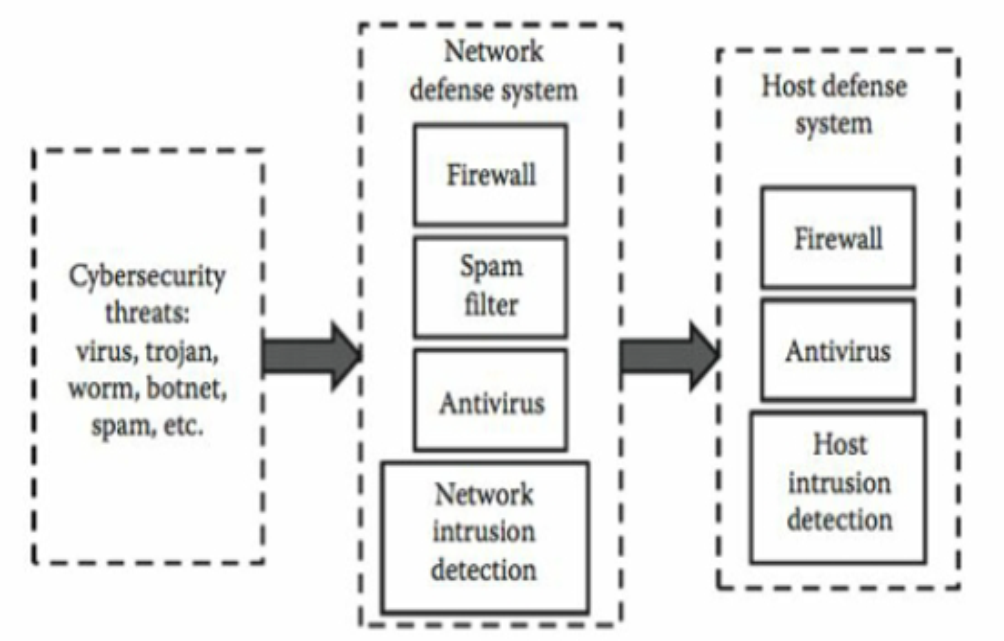 Cybersecurity
threats:
virus, trojan,
worm, botnet,
spam, etc.
Network
defense system
Firewall
Spam
filter
Antivirus
Network
intrusion
detection
Host defense
system
Firewall
Antivirus
Host
intrusion
detection